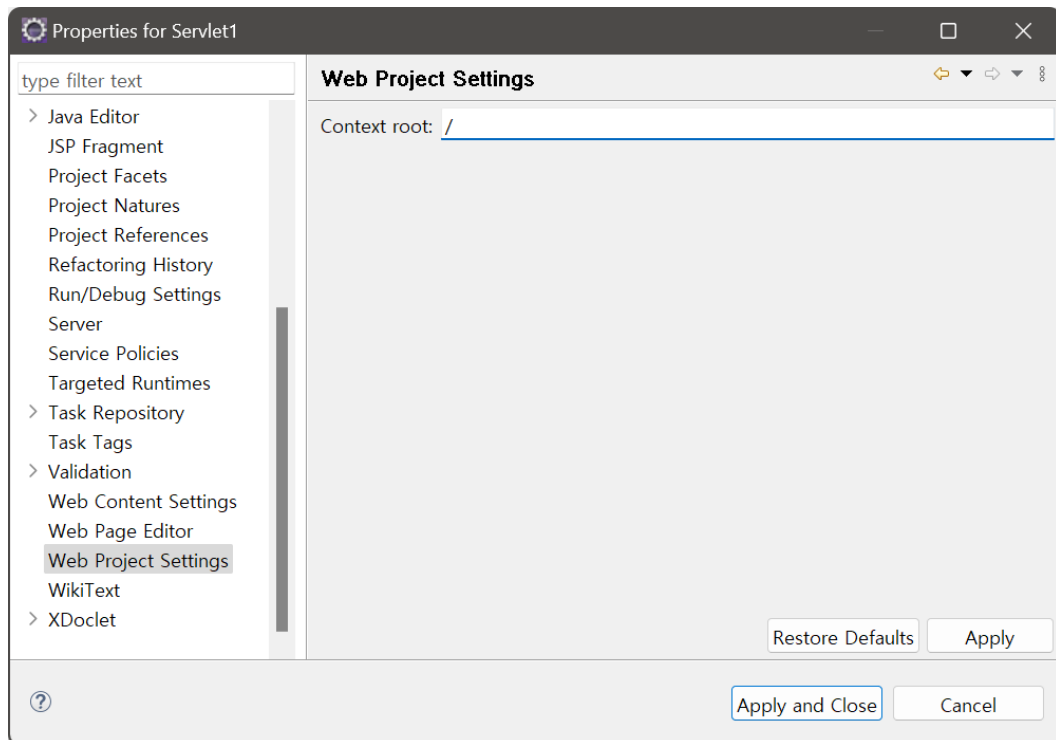 Properties for Servlet1
type filter text
Web Project Settings
Java Editor
JSP Fragment
Project Facets
Project Natures
Project References
Refactoring History
Run/Debug Settings
Server
Service Policies
Targeted Runtimes
Task Repository
Task Tags
Validation
Web Content Settings
Web Page Editor
Web Project Settings
WikiText
XDoclet
Context root: /
Restore Defaults
Apply
?
Apply and Close
Cancel